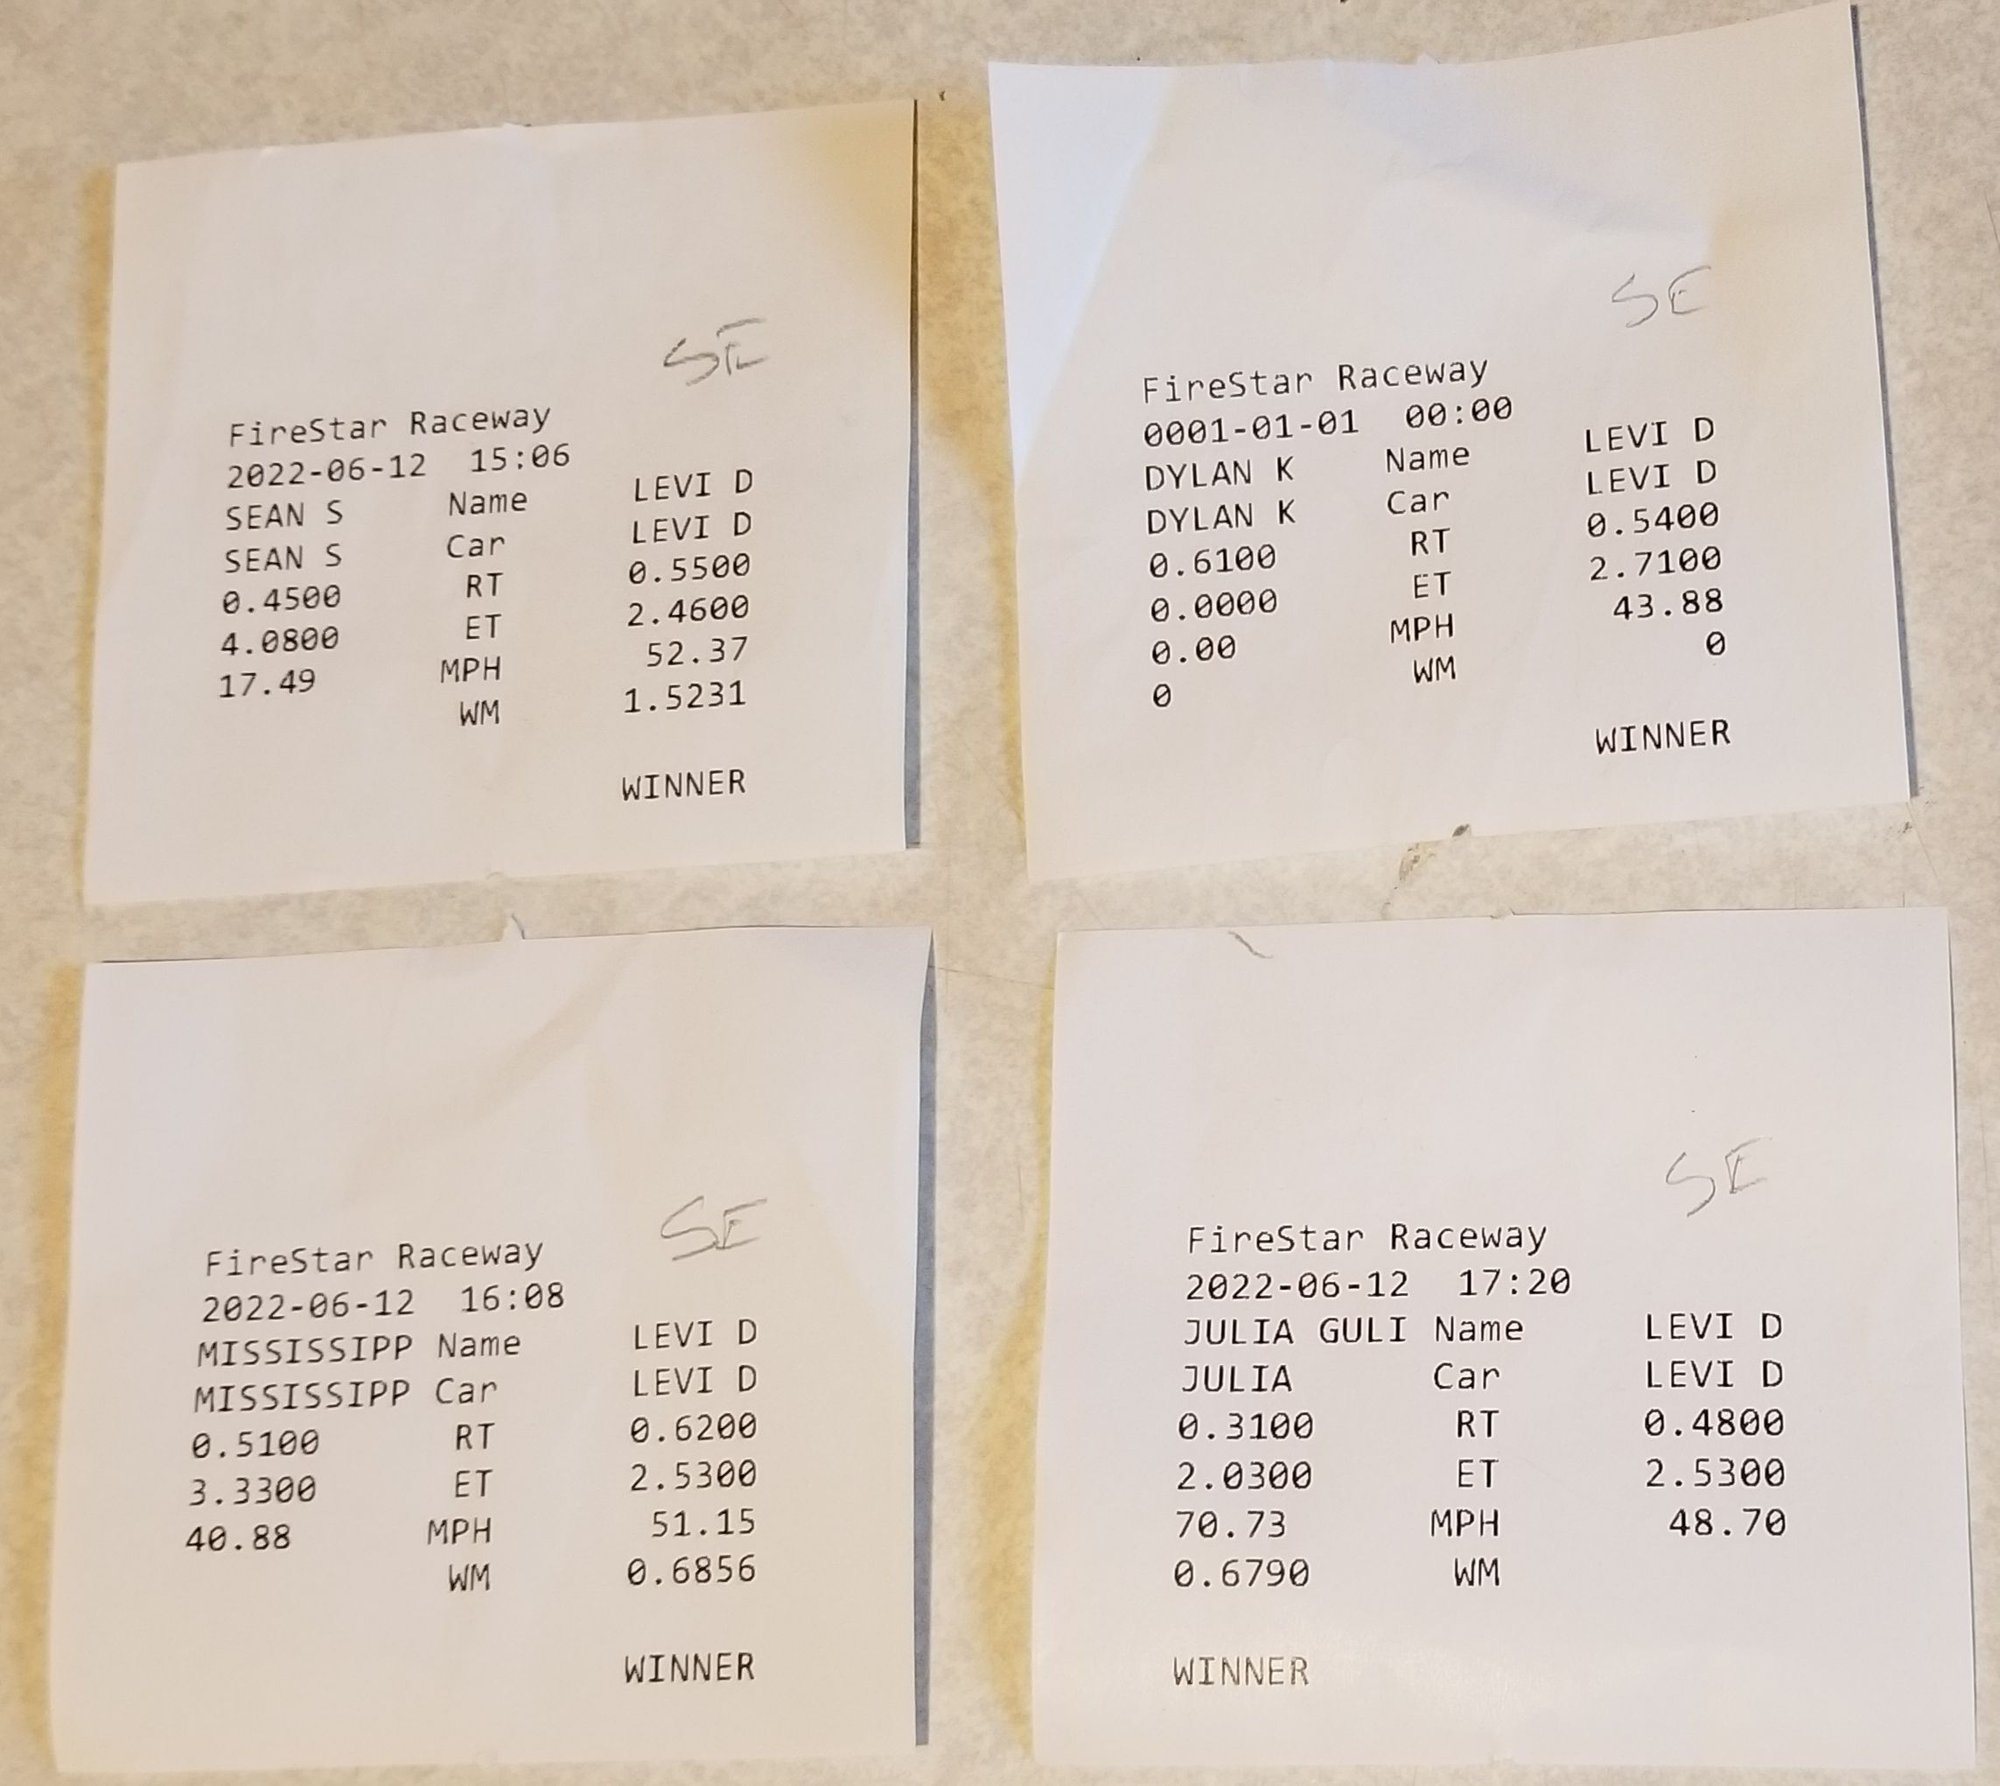 SE
FireStar Raceway
2022-06-12 15:06
SEAN S Name LEVI D
SEAN S Car LEVI D
0.4500 RT 0.5500
4.0800 ET 2.4600
17.49 MPH 52.37
WM 1.5231
WINNER
SE
FireStar Raceway
0001-01-01 00:00
DYLAN K Name LEVI D
DYLAN K Car LEVI D
0.6100 RT 0.5400
0.0000 ET 2.7100
0.00 MPH 43.88
0 WM 0
WINNER
SE
FireStar Raceway
2022-06-12 16:08
MISSISSIPP Name LEVI D
MISSISSIPP Car LEVI D
0.5100 RT 0.6200
3.3300 ET 2.5300
40.88 MPH 51.15
WM 0.6856
WINNER
SE
FireStar Raceway
2022-06-12 17:20
JULIA GULI Name LEVI D
JULIA Car LEVI D
0.3100 RT 0.4800
2.0300 ET 2.5300
70.73 MPH 48.70
0.6790 WM
WINNER